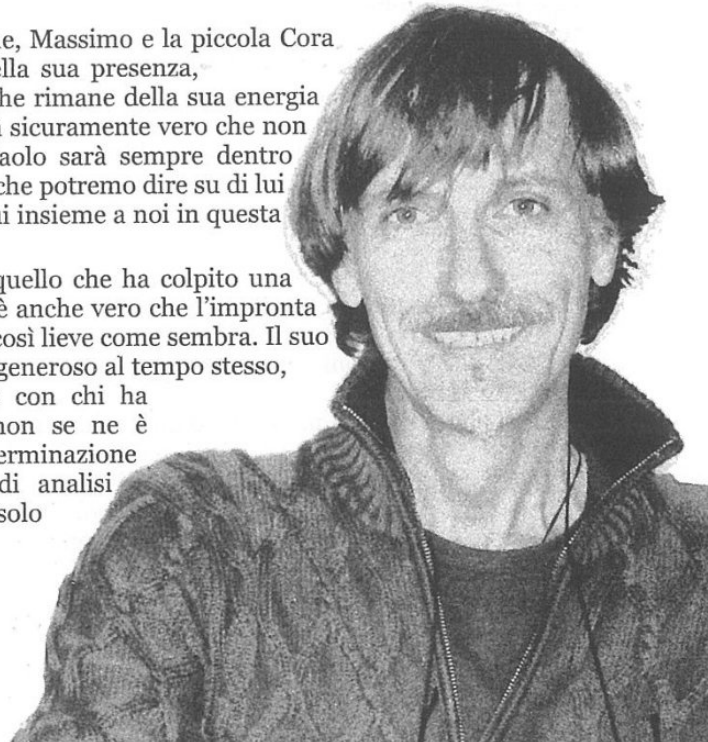 e, Massimo e la piccola Cora
ella sua presenza,
he rimane della sua energia
i sicuramente vero che non
aolo sarà sempre dentro
che potremo dire su di lui
ui insieme a noi in questa
quello che ha colpito una
è anche vero che l'impronta
così lieve come sembra. Il suo
generoso al tempo stesso,
con chi ha
non se ne è
erminazione
di analisi
solo